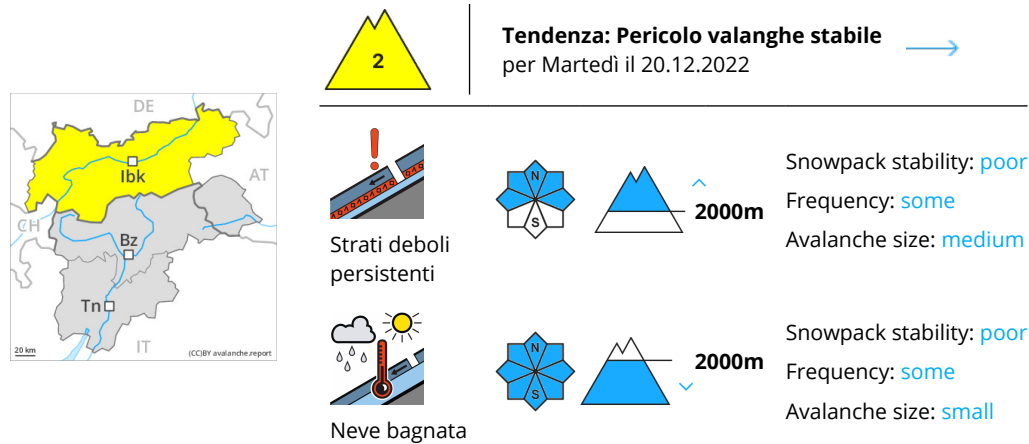 2
Tendenza: Pericolo valanghe stabile
per Martedì il 20.12.2022
DE
AT
Ibk
CH
Bz
Tn
IT
20 km
(CC)BY avalanche.report
N
S
2000m
Snowpack stability: poor
Frequency: some
Avalanche size: medium
Strati deboli
persistenti
N
S
2000m
Snowpack stability: poor
Frequency: some
Avalanche size: small
Neve bagnata